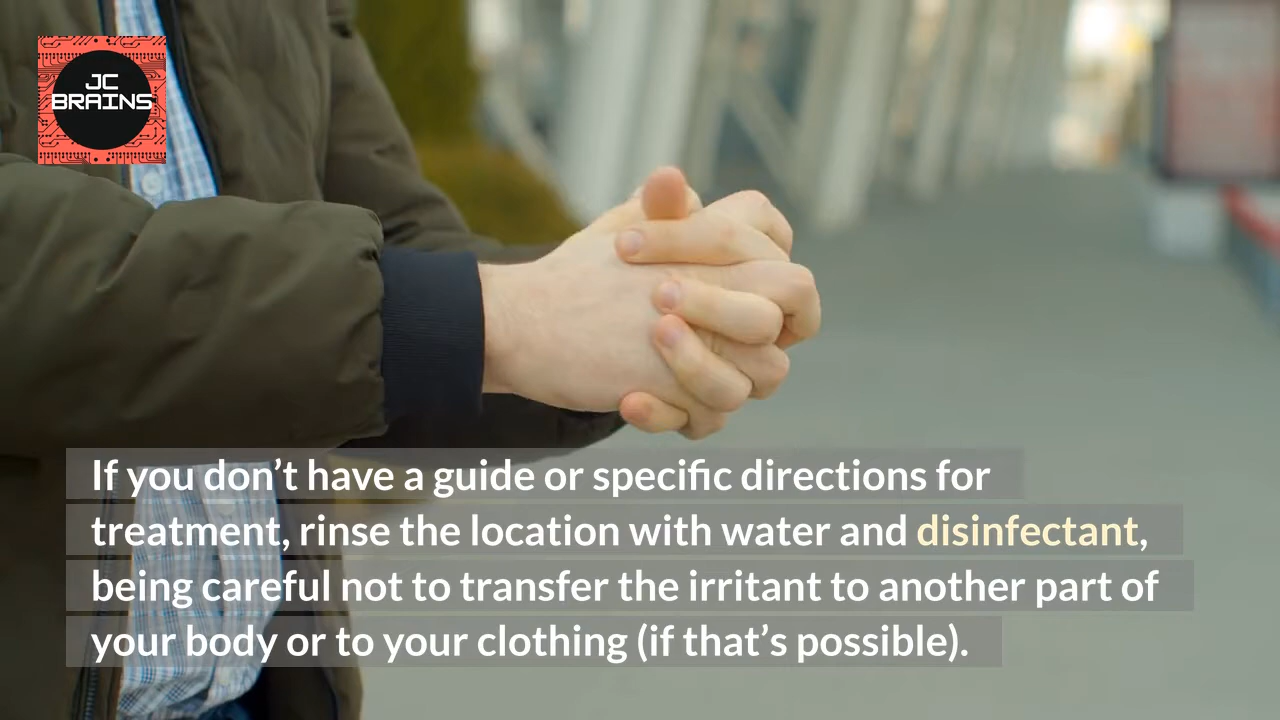 JC
BRAINS
If you don’t have a guide or specific directions for
treatment, rinse the location with water and disinfectant,
being careful not to transfer the irritant to another part of
your body or to your clothing (if that’s possible).